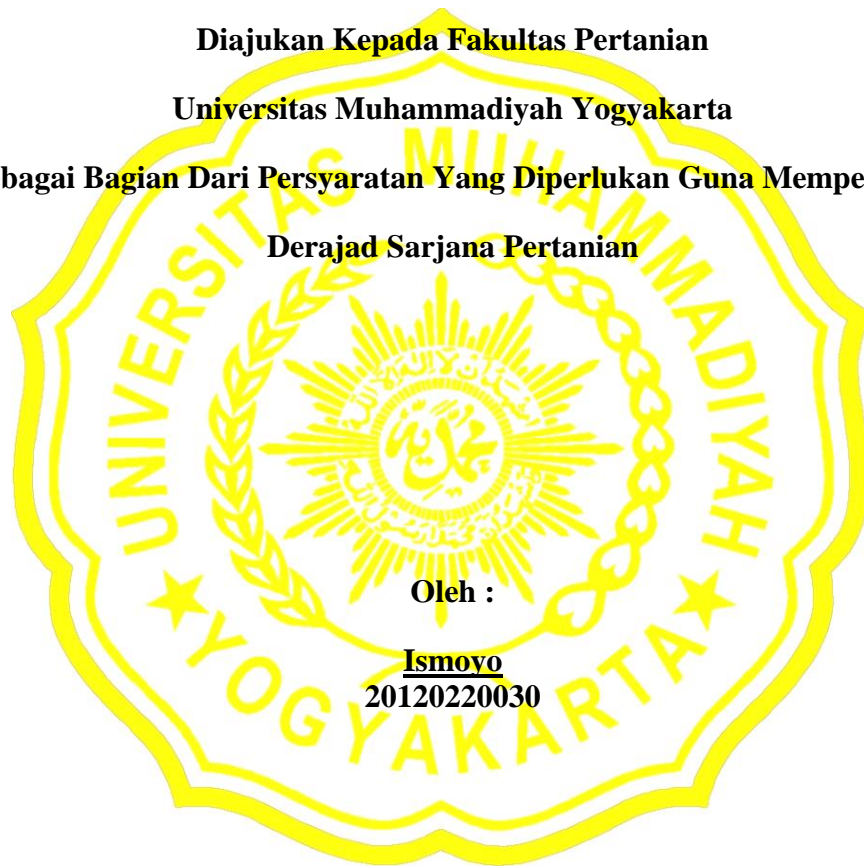 Diajukan Kepada Fakultas Pertanian
Universitas Muhammadiyah Yogyakarta
bagai Bagian Dari Persyaratan Yang Diperlukan Guna Mempe
Derajad Sarjana Pertanian
UNIVERSITAS MUHAMMADIYAH
Oleh :
Ismoyo
20120220030
★ YOGYAKARTA ★